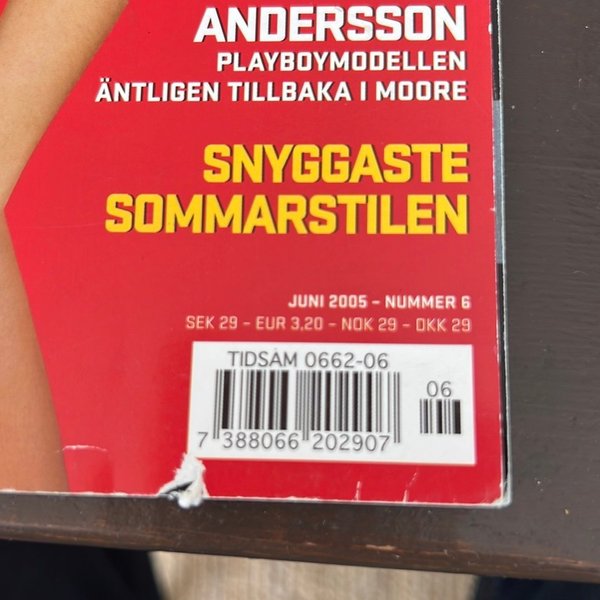 ANDERSSON
PLAYBOYMODELLEN
ÄNTLIGEN TILLBAKA I MOORE
SNYGGASTE
SOMMARSTILEN
JUNI 2005 – NUMMER 6
SEK 29 – EUR 3,20 – NOK 29 – DKK 29
TIDSAM 0662-06
06
7 388066 202907